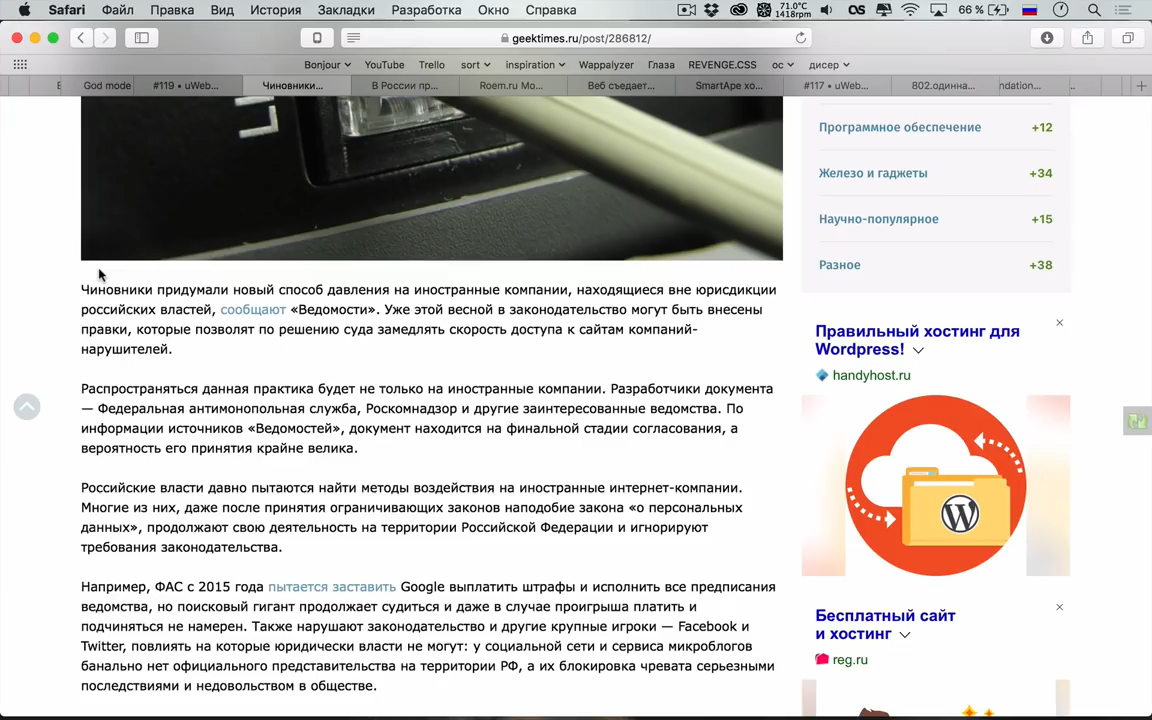 Safari Файл Правка Вид История Закладки Разработка Окно Справка
71.0°C
1418rpm
66 %
geektimes.ru/post/286812/
Bonjour YouTube Trello sort inspiration Wappalyzer Глаза REVENGE.CSS ос дисер
God mode #119 • uWeb... Чиновники... В России пр... Roem.ru Мо... Веб съедает... SmartApe хо... #117 • uWeb... 802.одинна... ndation...
Программное обеспечение +12
Железо и гаджеты +34
Научно-популярное +15
Разное +38
Чиновники придумали новый способ давления на иностранные компании, находящиеся вне юрисдикции
российских властей, сообщают «Ведомости». Уже этой весной в законодательство могут быть внесены
правки, которые позволят по решению суда замедлять скорость доступа к сайтам компаний-
нарушителей.
Распространяться данная практика будет не только на иностранные компании. Разработчики документа
— Федеральная антимонопольная служба, Роскомнадзор и другие заинтересованные ведомства. По
информации источников «Ведомостей», документ находится на финальной стадии согласования, а
вероятность его принятия крайне велика.
Российские власти давно пытаются найти методы воздействия на иностранные интернет-компании.
Многие из них, даже после принятия ограничивающих законов наподобие закона «о персональных
данных», продолжают свою деятельность на территории Российской Федерации и игнорируют
требования законодательства.
Например, ФАС с 2015 года пытается заставить Google выплатить штрафы и исполнить все предписания
ведомства, но поисковый гигант продолжает судиться и даже в случае проигрыша платить и
подчиняться не намерен. Также нарушают законодательство и другие крупные игроки — Facebook и
Twitter, повлиять на которые юридически власти не могут: у социальной сети и сервиса микроблогов
банально нет официального представительства на территории РФ, а их блокировка чревата серьезными
последствиями и недовольством в обществе.
Правильный хостинг для
Wordpress!
handyhost.ru
Бесплатный сайт
и хостинг
reg.ru